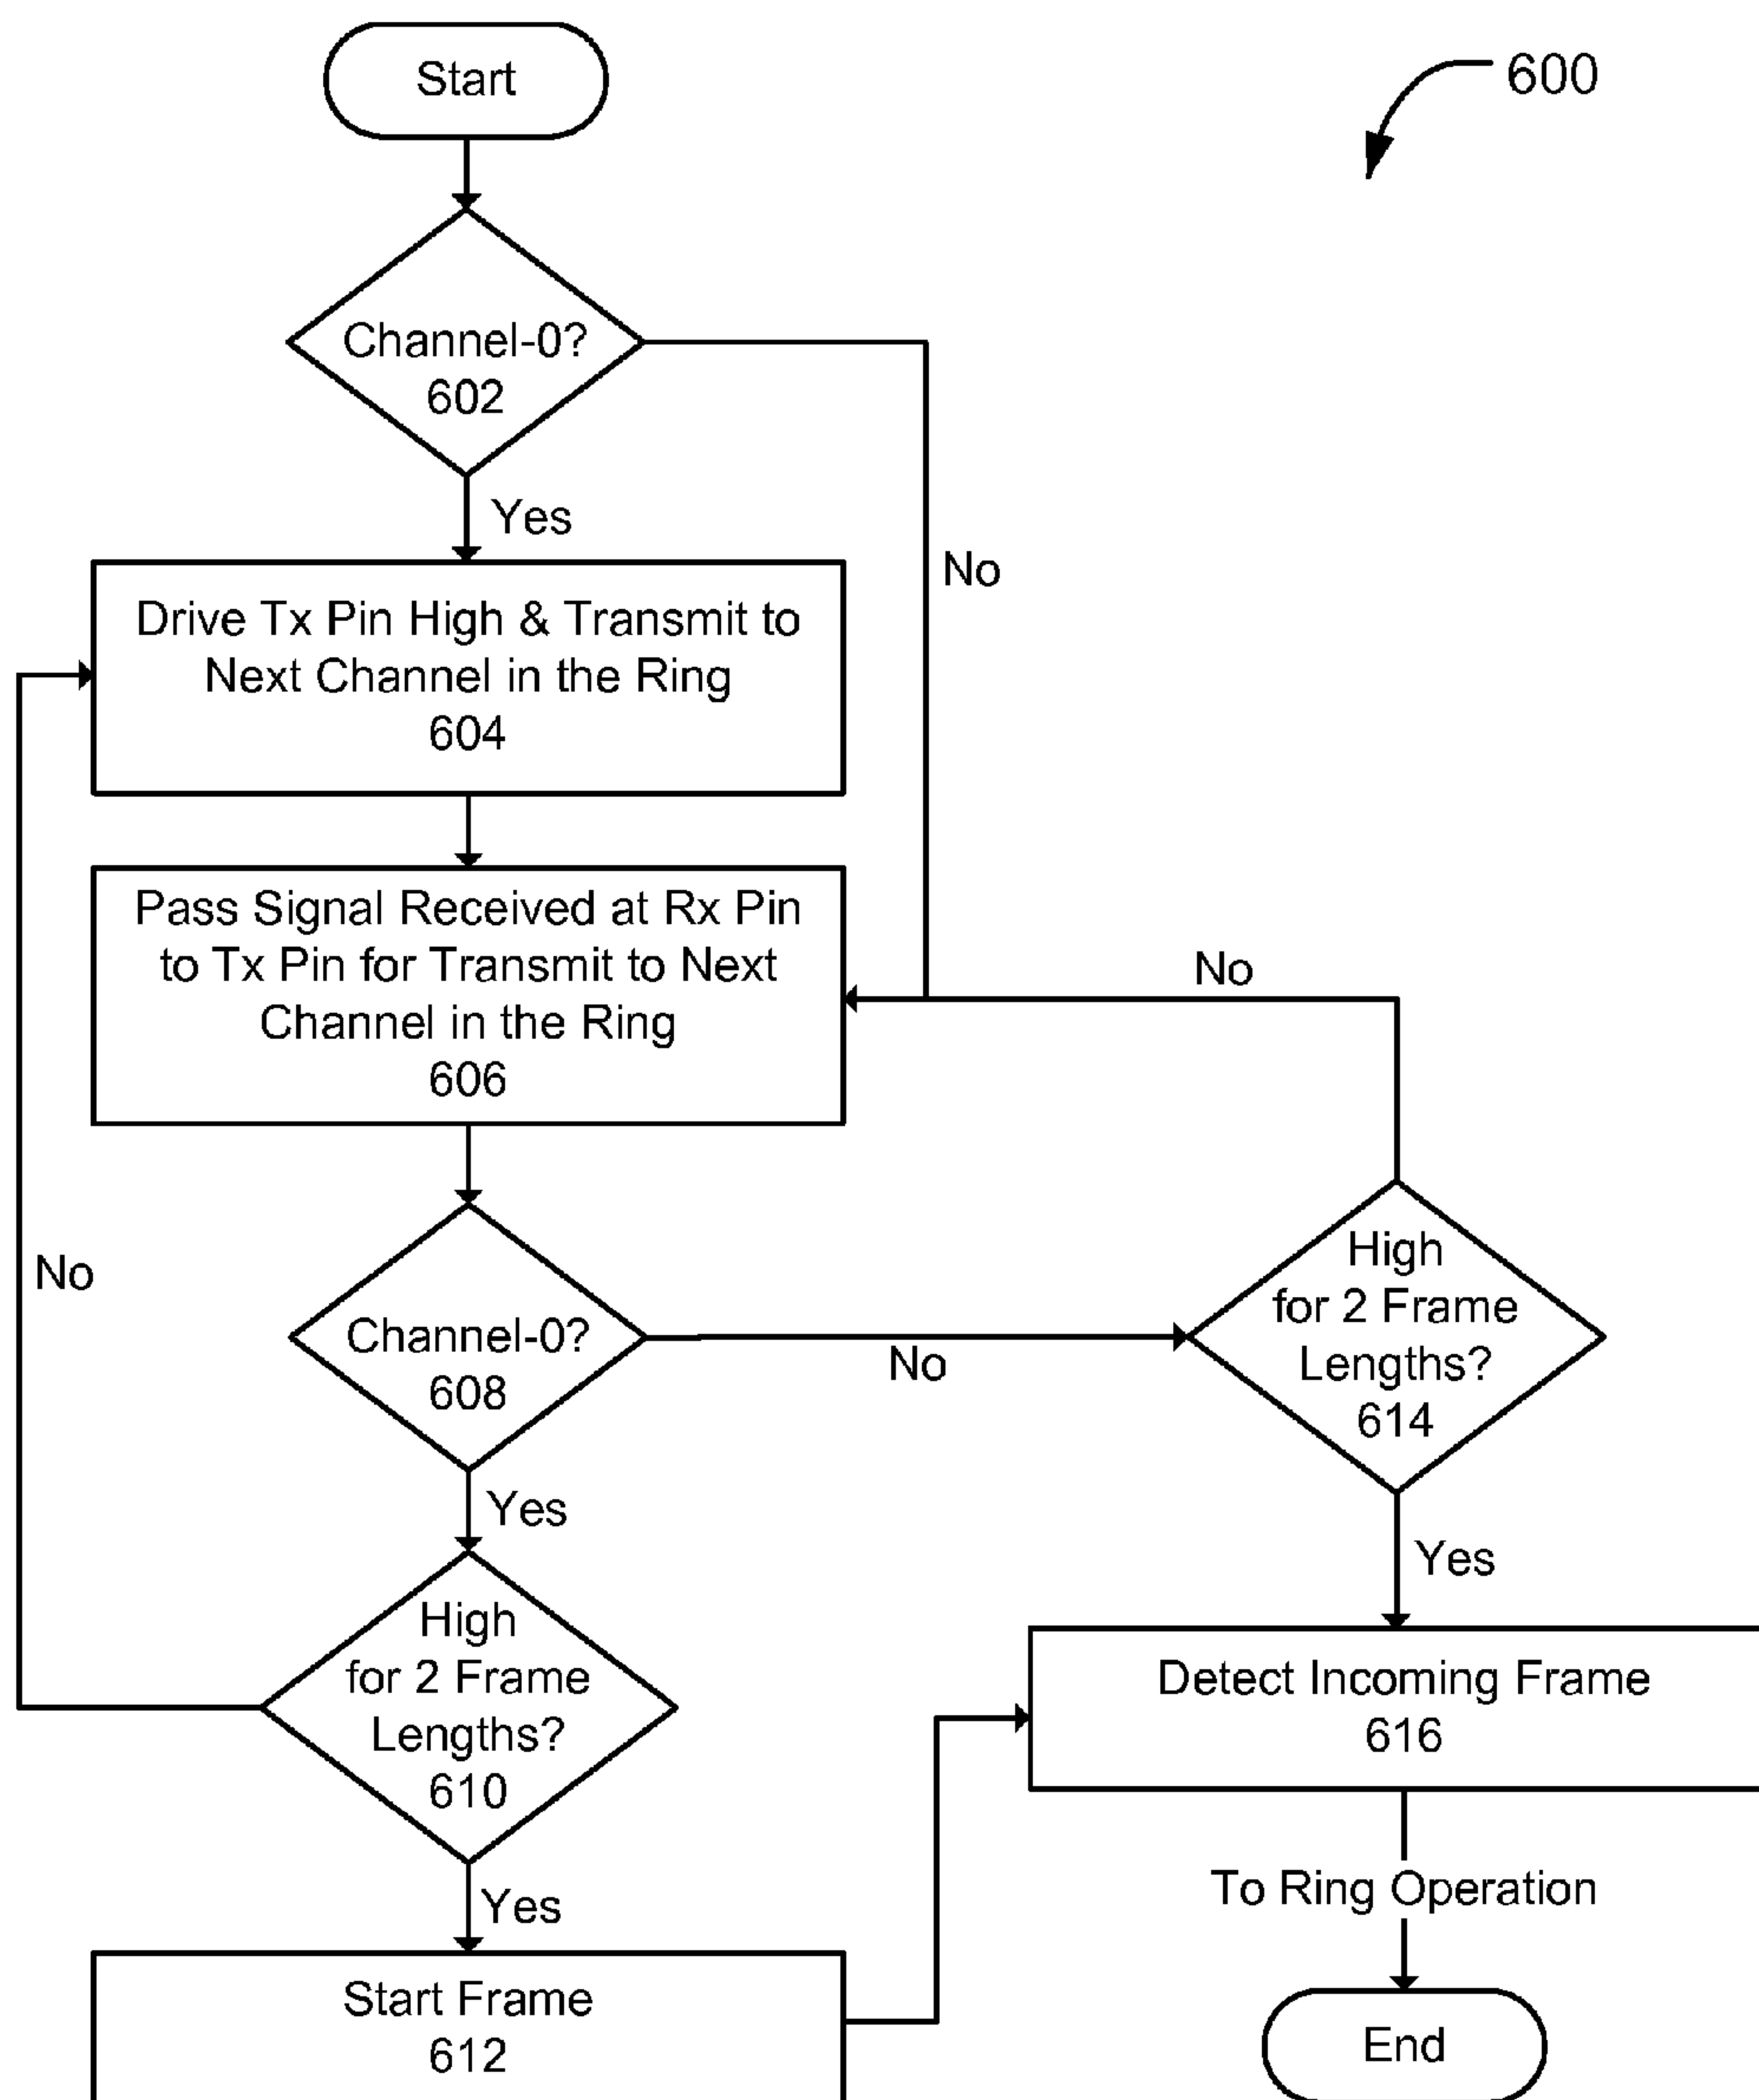 Start
600
Channel-0?
602
Yes
No
Drive Tx Pin High & Transmit to
Next Channel in the Ring
604
Pass Signal Received at Rx Pin
to Tx Pin for Transmit to Next
Channel in the Ring
606
No
No
Channel-0?
608
No
High
for 2 Frame
Lengths?
614
Yes
Yes
High
for 2 Frame
Lengths?
610
Detect Incoming Frame
616
Yes
To Ring Operation
Start Frame
612
End